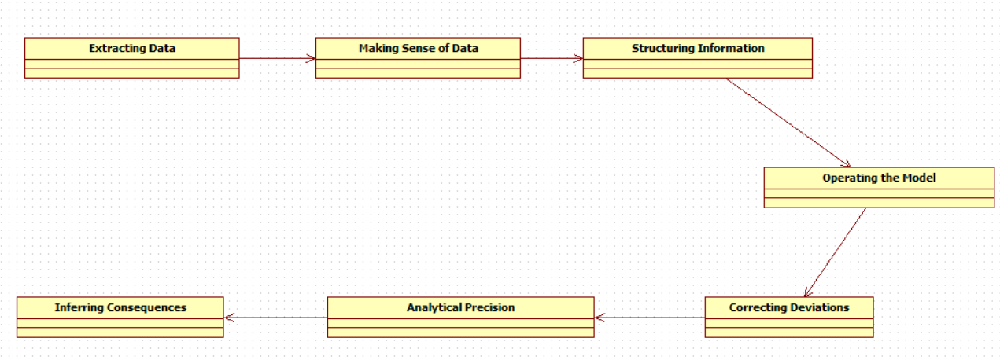 Extracting Data
Making Sense of Data
Structuring Information
Operating the Model
Correcting Deviations
Analytical Precision
Inferring Consequences